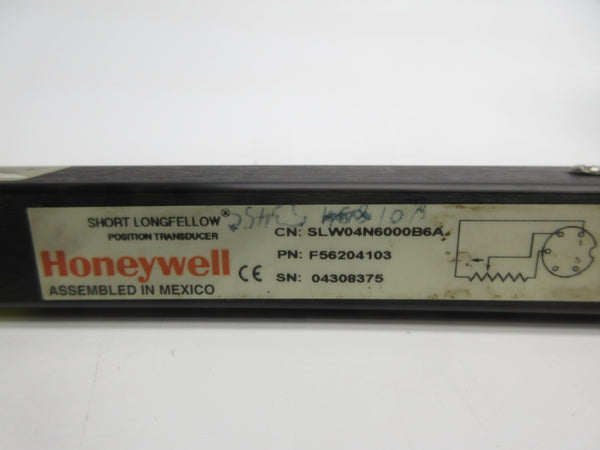 SHORT LONGFELLOW®
POSITION TRANSDUCER
Honeywell
CE
ASSEMBLED IN MEXICO
CN: SLW04N6000B6A
PN: F56204103
SN: 04308375